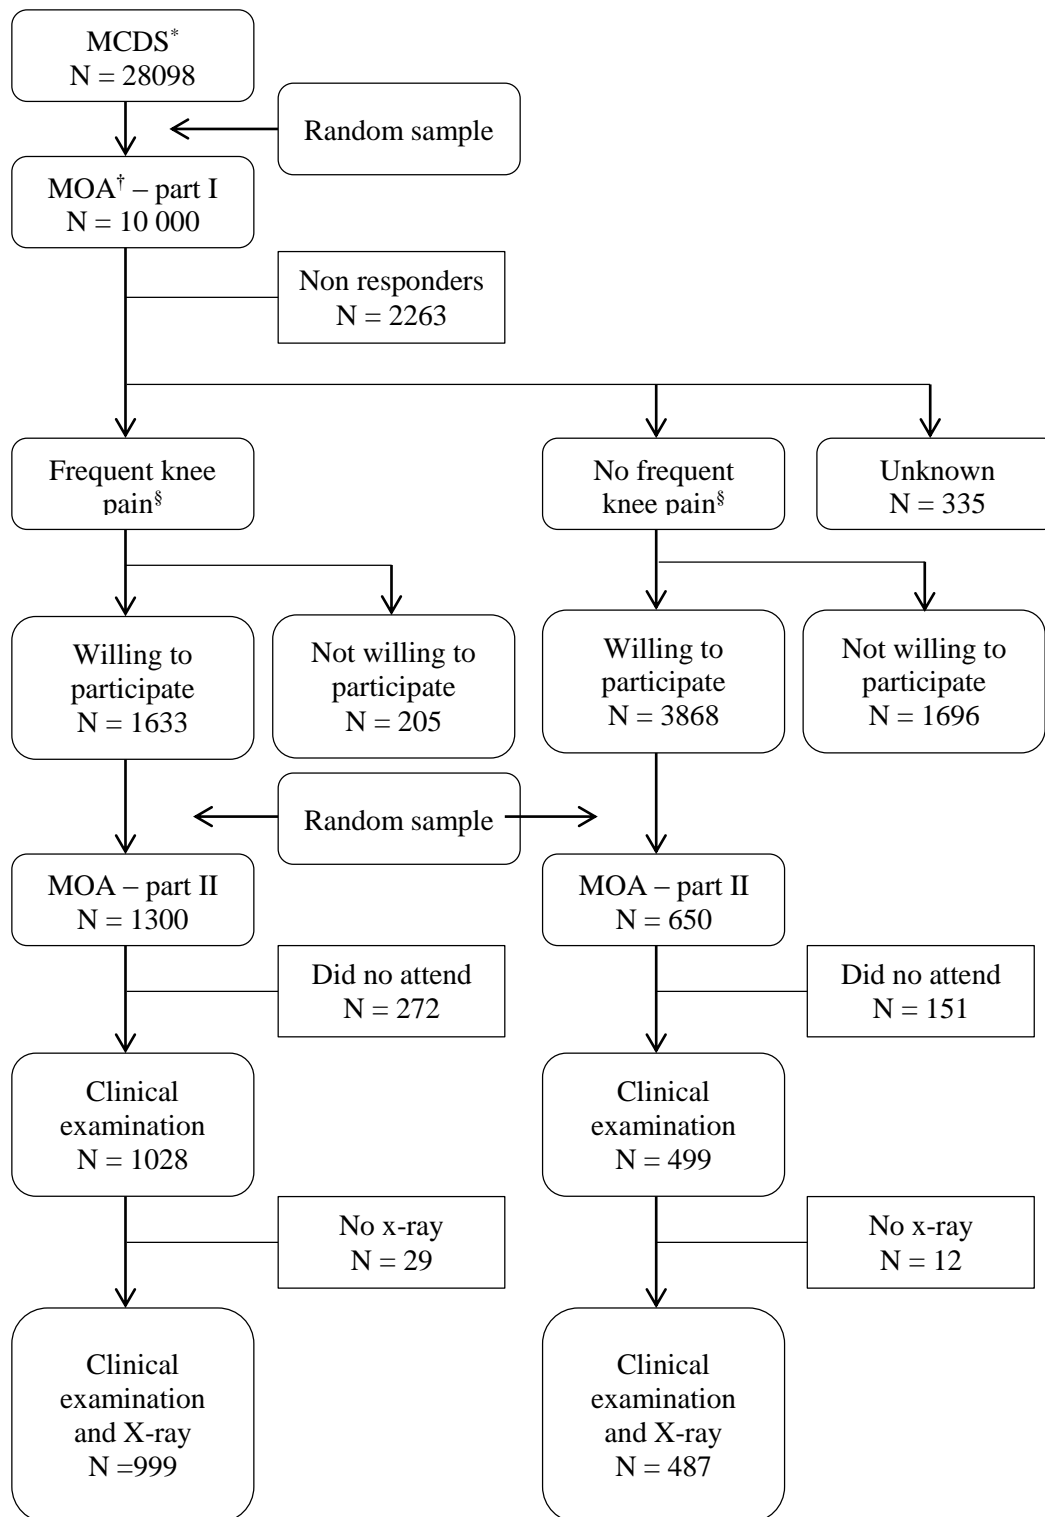 MCDS*
N = 28098
Random sample
MOA† – part I
N = 10 000
Non responders
N = 2263
Frequent knee
pain§
No frequent
knee pain§
Unknown
N = 335
Willing to
participate
N = 1633
Not willing to
participate
N = 205
Willing to
participate
N = 3868
Not willing to
participate
N = 1696
Random sample
MOA – part II
N = 1300
MOA – part II
N = 650
Did no attend
N = 272
Did no attend
N = 151
Clinical
examination
N = 1028
Clinical
examination
N = 499
No x-ray
N = 29
No x-ray
N = 12
Clinical
examination
and X-ray
N =999
Clinical
examination
and X-ray
N = 487